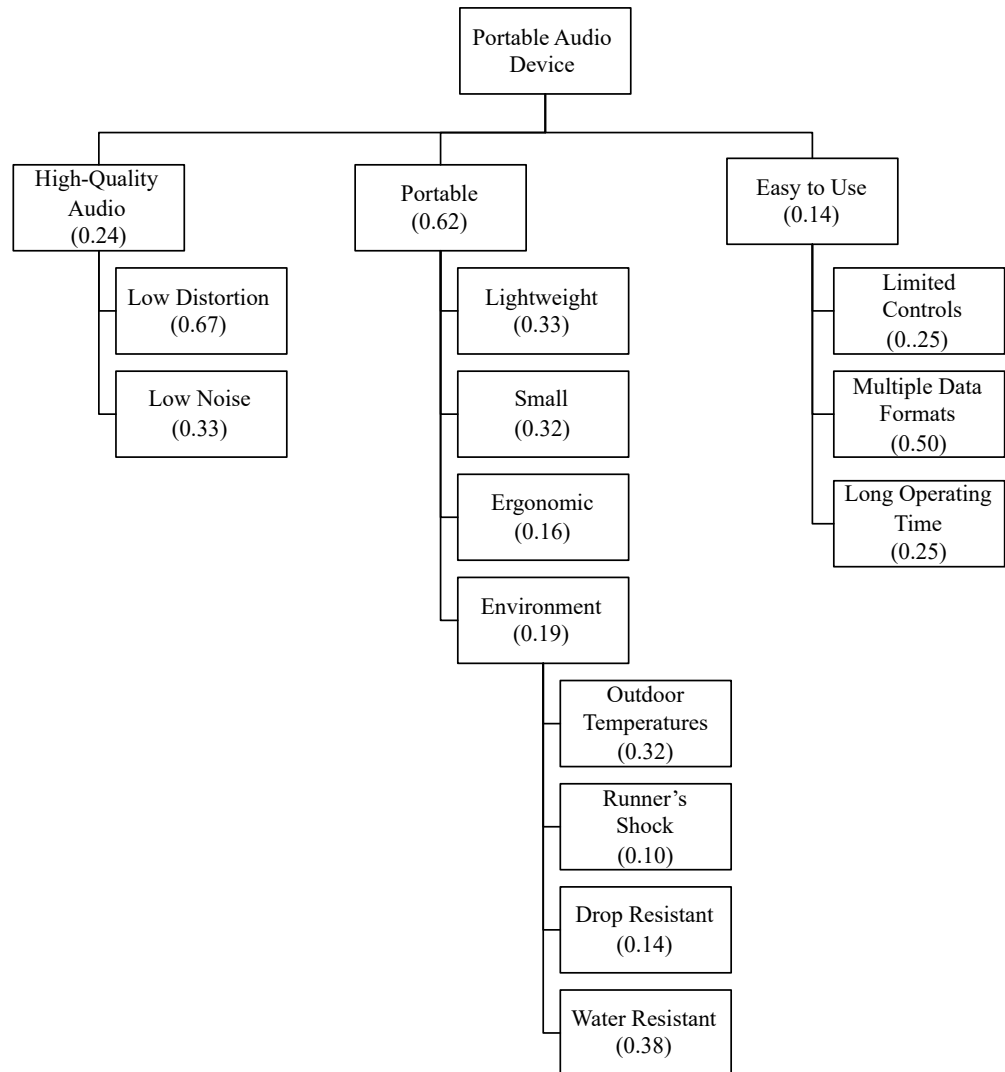 Portable Audio
Device
High-Quality
Audio
(0.24)
Low Distortion
(0.67)
Low Noise
(0.33)
Portable
(0.62)
Lightweight
(0.33)
Small
(0.32)
Ergonomic
(0.16)
Environment
(0.19)
Outdoor
Temperatures
(0.32)
Runner’s
Shock
(0.10)
Drop Resistant
(0.14)
Water Resistant
(0.38)
Easy to Use
(0.14)
Limited
Controls
(0..25)
Multiple Data
Formats
(0.50)
Long Operating
Time
(0.25)